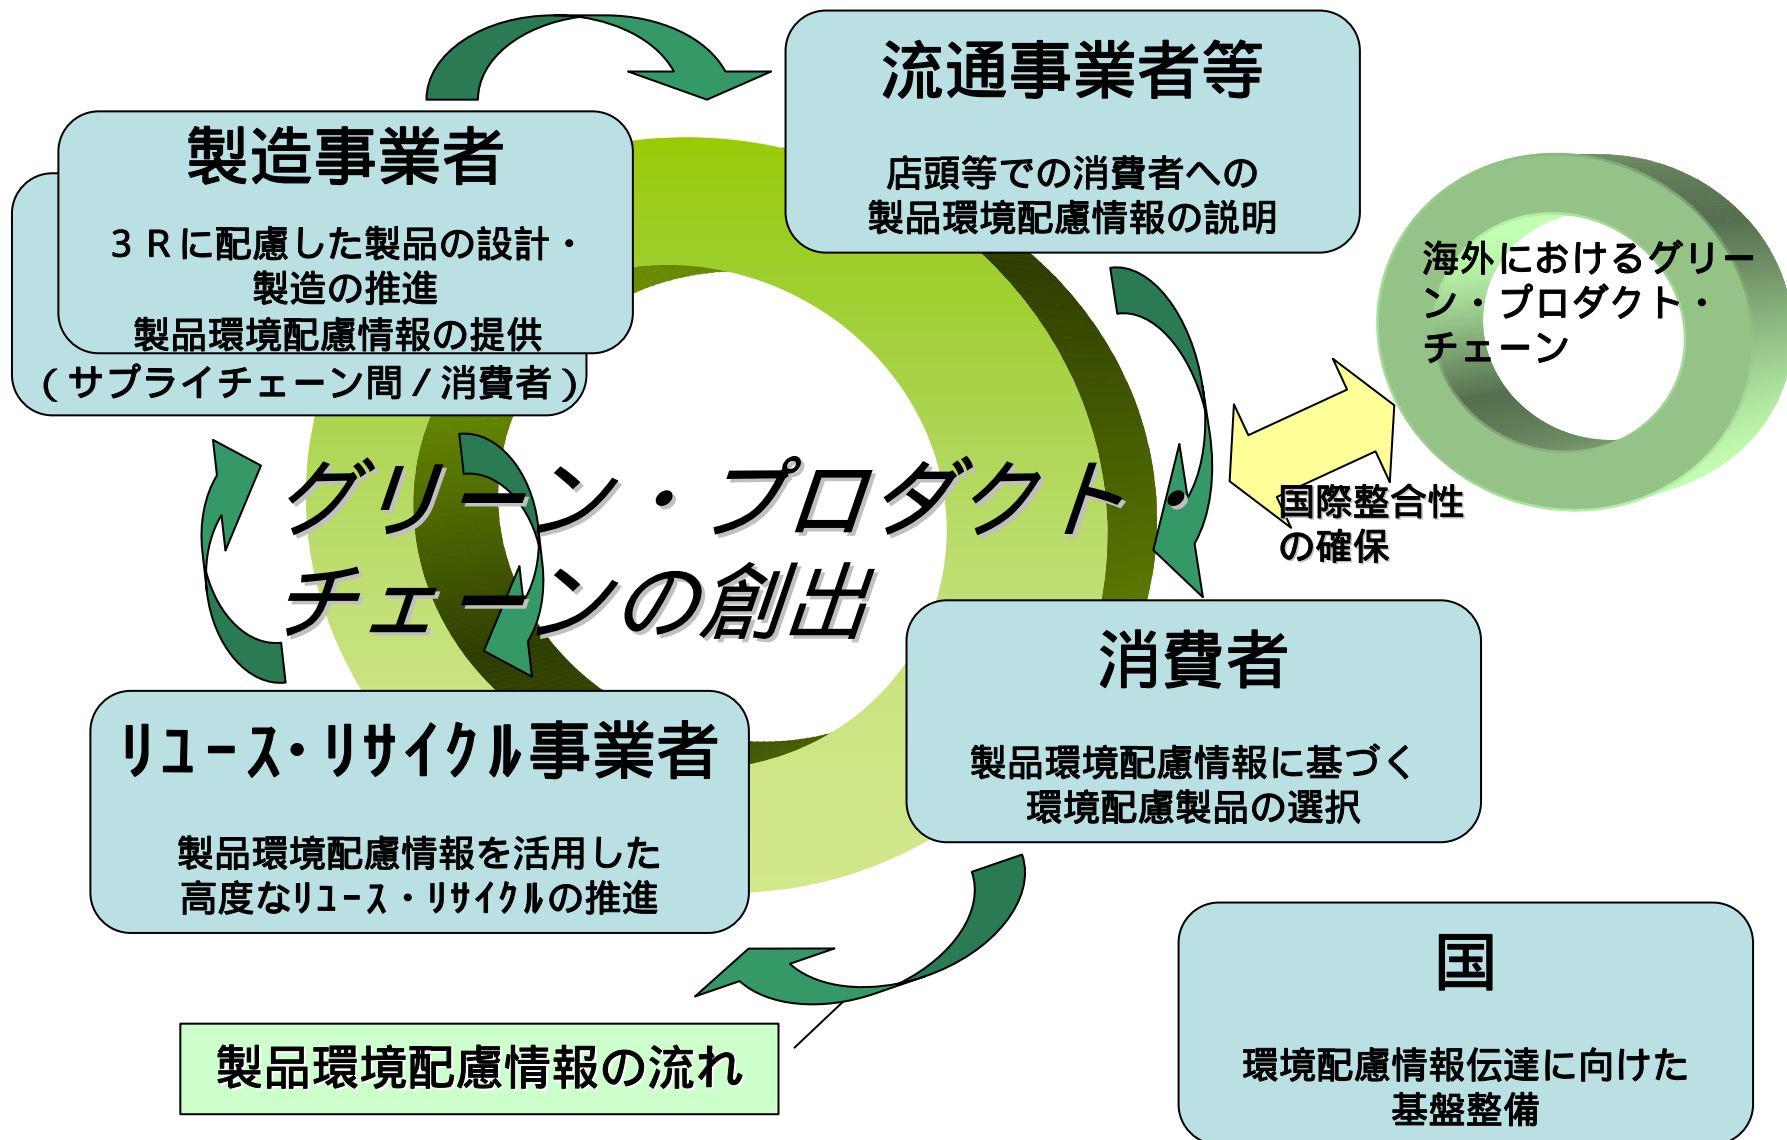 流通事業者等
店頭等での消費者への
製品環境配慮情報の説明
製造事業者
３Ｒに配慮した製品の設計・
製造の推進
製品環境配慮情報の提供
（サプライチェーン間／消費者）
海外におけるグリー
ン・プロダクト・
チェーン
国際整合性
の確保
グリーン・プロダクト・
チェーンの創出
消費者
製品環境配慮情報に基づく
環境配慮製品の選択
ﾘﾕｰｽ･ﾘｻｲｸﾙ事業者
製品環境配慮情報を活用した
高度なﾘﾕｰｽ・ﾘｻｲｸﾙの推進
製品環境配慮情報の流れ
国
環境配慮情報伝達に向けた
基盤整備